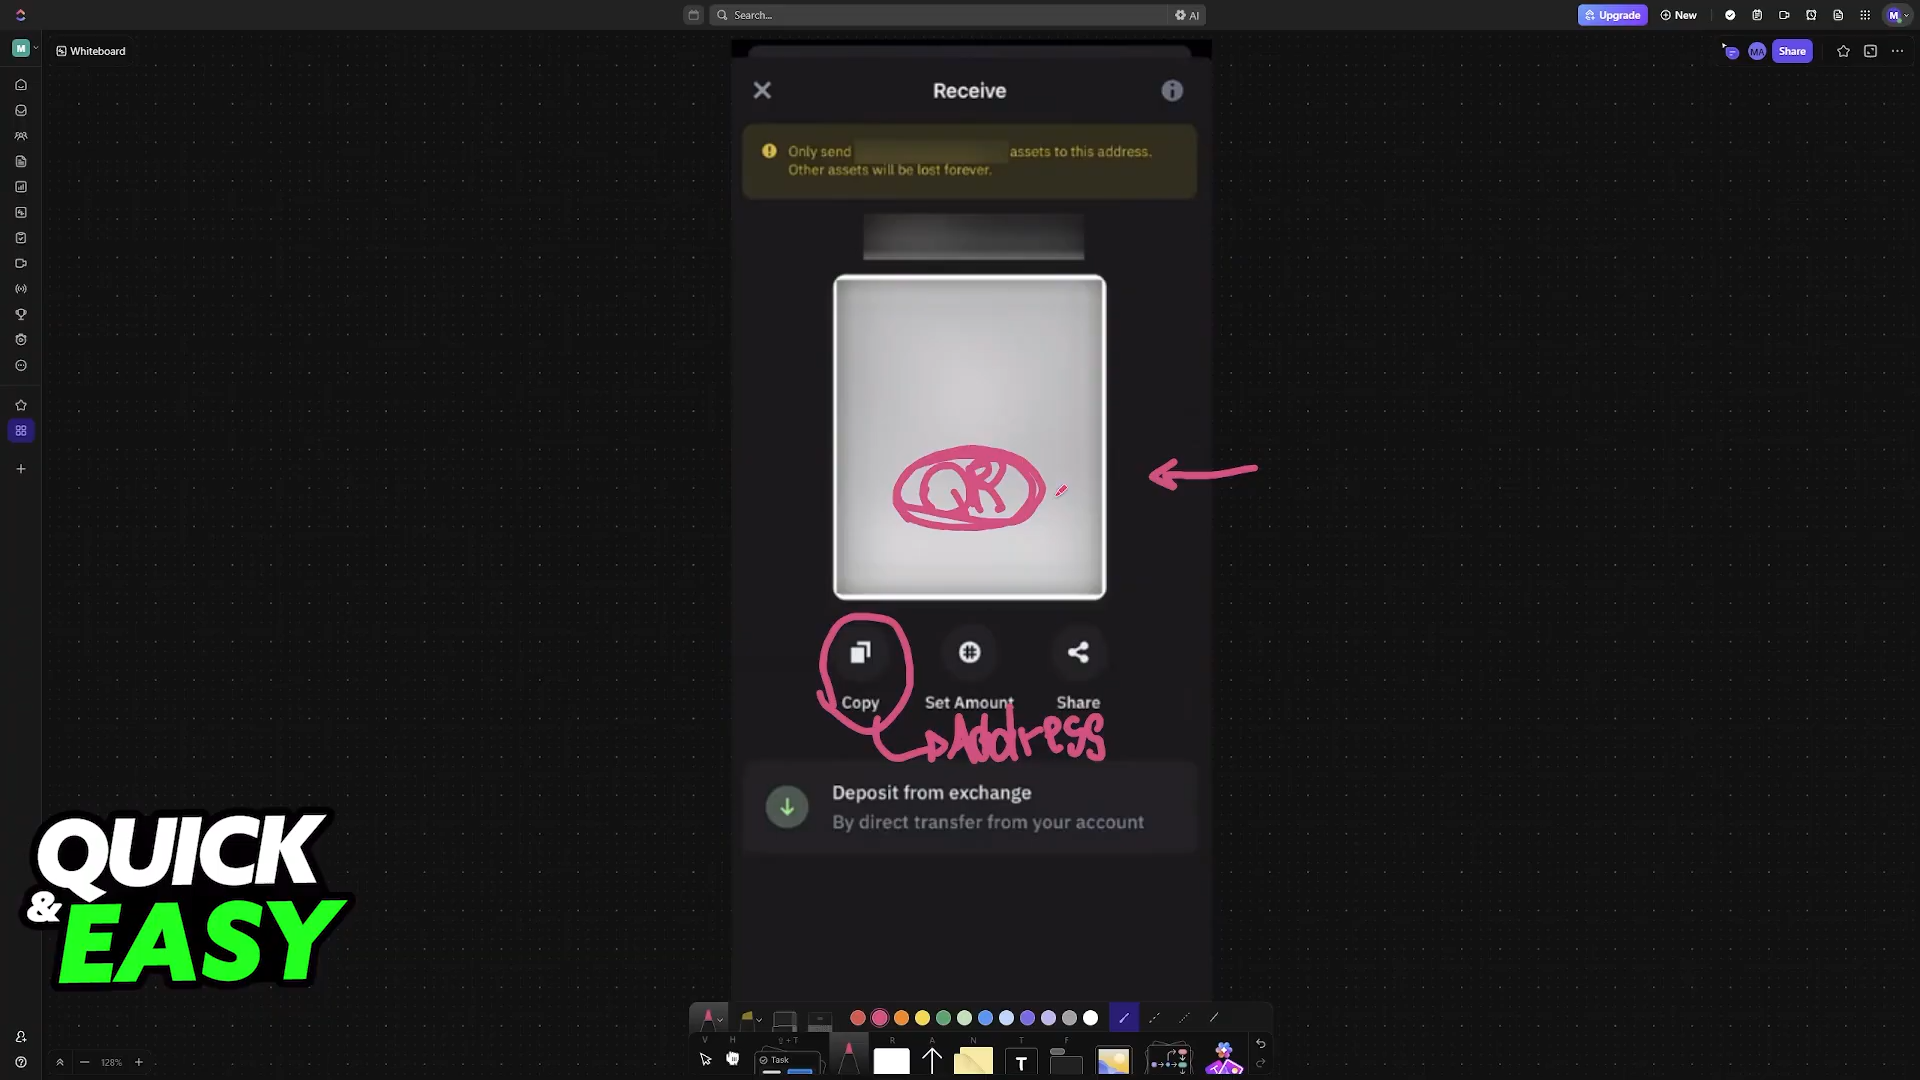 Search...
AI
Upgrade
New
M
M
Whiteboard
MA
Share
Receive
Only send assets to this address.
Other assets will be lost forever.
QR
Copy
Set Amount
Share
Address
Deposit from exchange
By direct transfer from your account
QUICK
& EASY
V
H
⇧+T
R
A
N
T
F
Task
T
128%